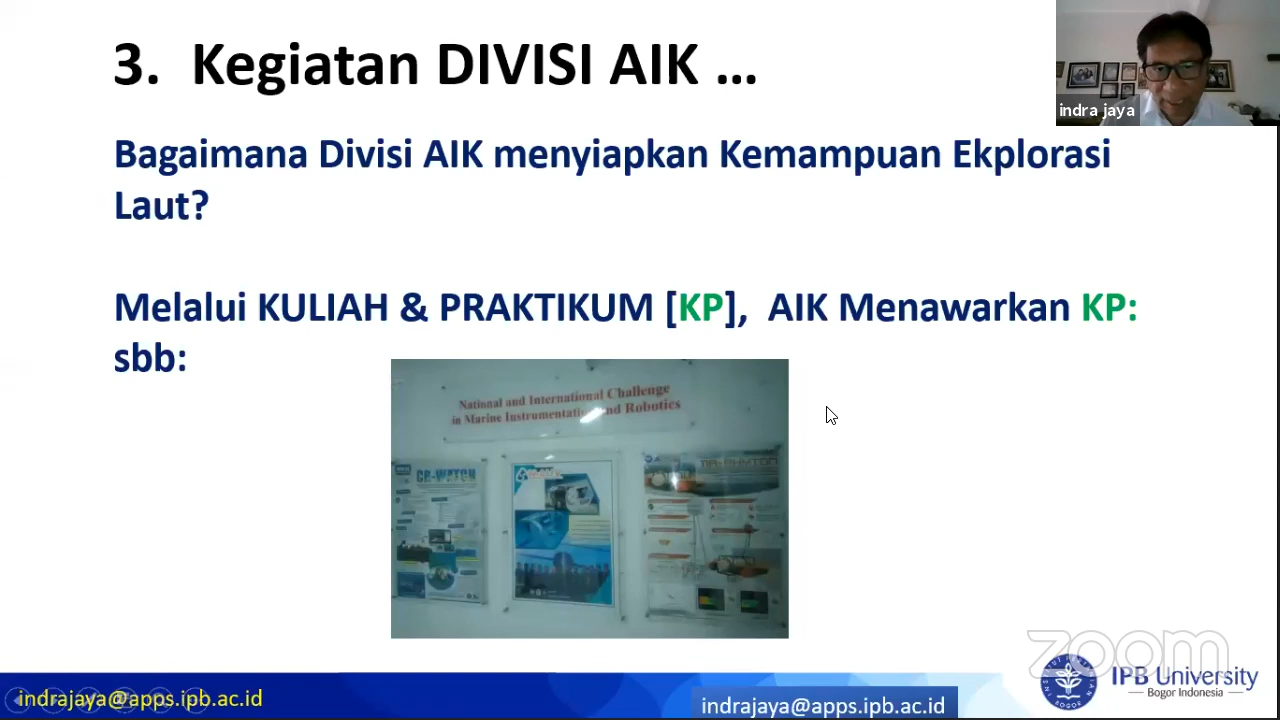 3. Kegiatan DIVISI AIK ...
indra jaya
Bagaimana Divisi AIK menyiapkan Kemampuan Ekplorasi
Laut?
Melalui KULIAH & PRAKTIKUM [KP], AIK Menawarkan KP:
sbb:
National and International Challenge
in Marine Instrumentation and Robotics
zoom
IPB University
Bogor Indonesia
indrajaya@apps.ipb.ac.id
indrajaya@apps.ipb.ac.id